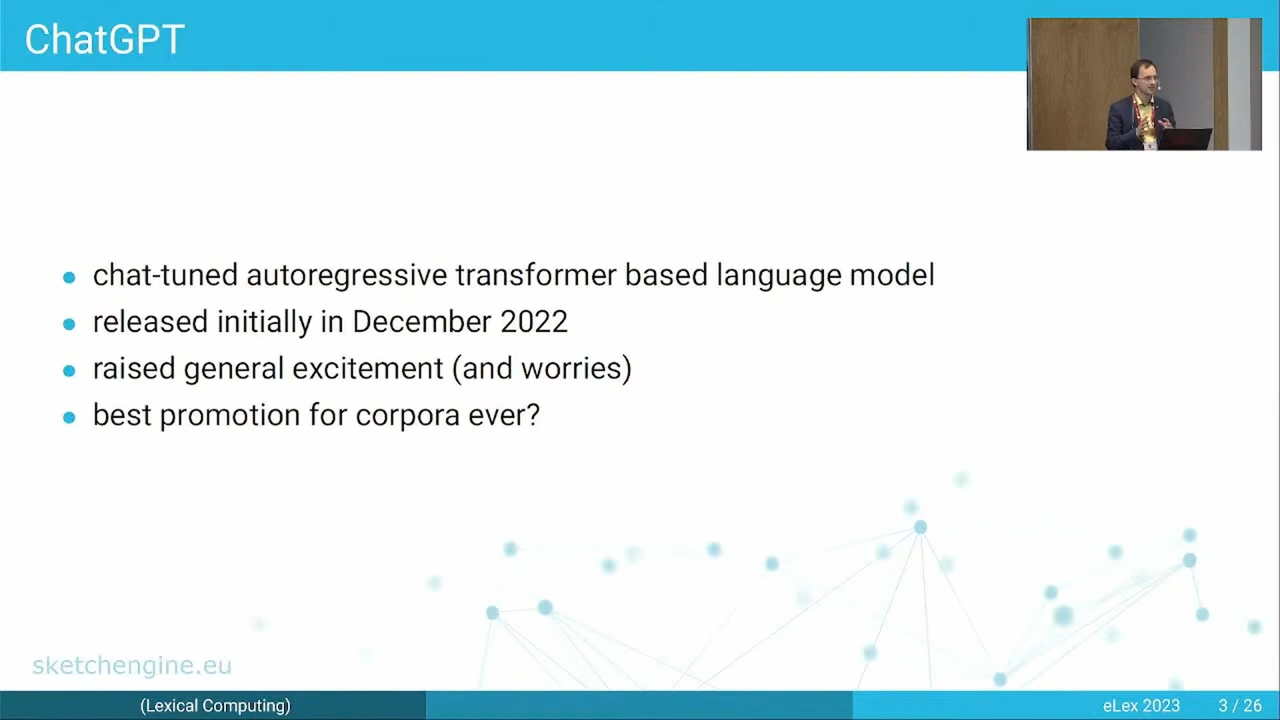 ChatGPT
chat-tuned autoregressive transformer based language model
released initially in December 2022
raised general excitement (and worries)
best promotion for corpora ever?
sketchengine.eu
(Lexical Computing)
eLex 2023
3 / 26